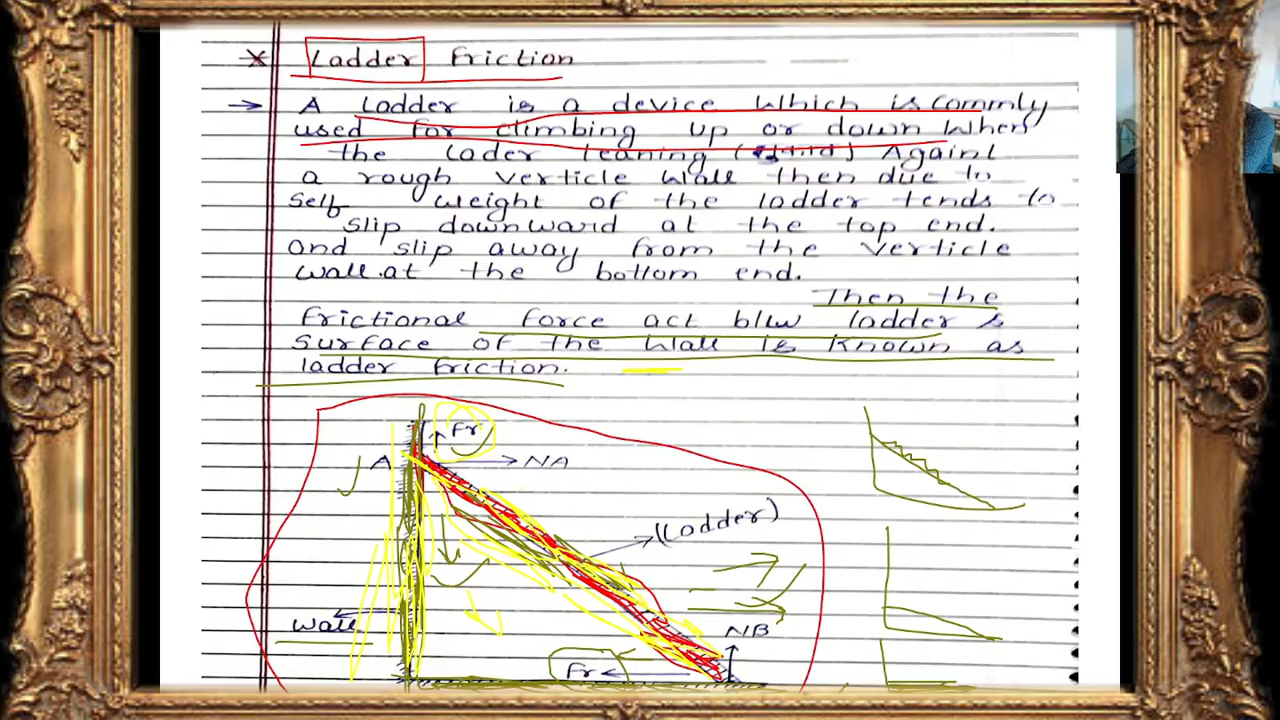 * Ladder Friction
→ A Ladder is a device which is commly
used for climbing up or down when
the lader leaning ( ) Against
a rough verticle wall then due to
self weight of the ladder tends to
slip downward at the top end.
and slip away from the verticle
wall.at the bottom end.
Then the
frictional force act b/w ladder &
surface of the wall is known as
ladder friction.
Fr
A
NA
(Ladder)
Wall
NB
Fr